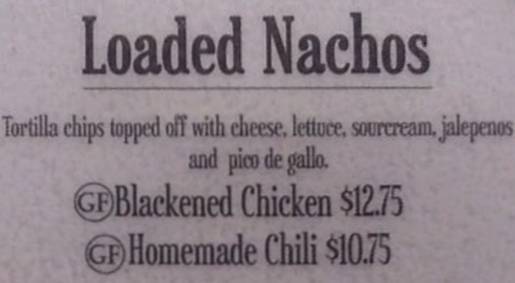 Loaded Nachos
Tortilla chips topped off with cheese, lettuce, sourcream, jalepenos
and pico de gallo.
GF Blackened Chicken $12.75
GF Homemade Chili $10.75